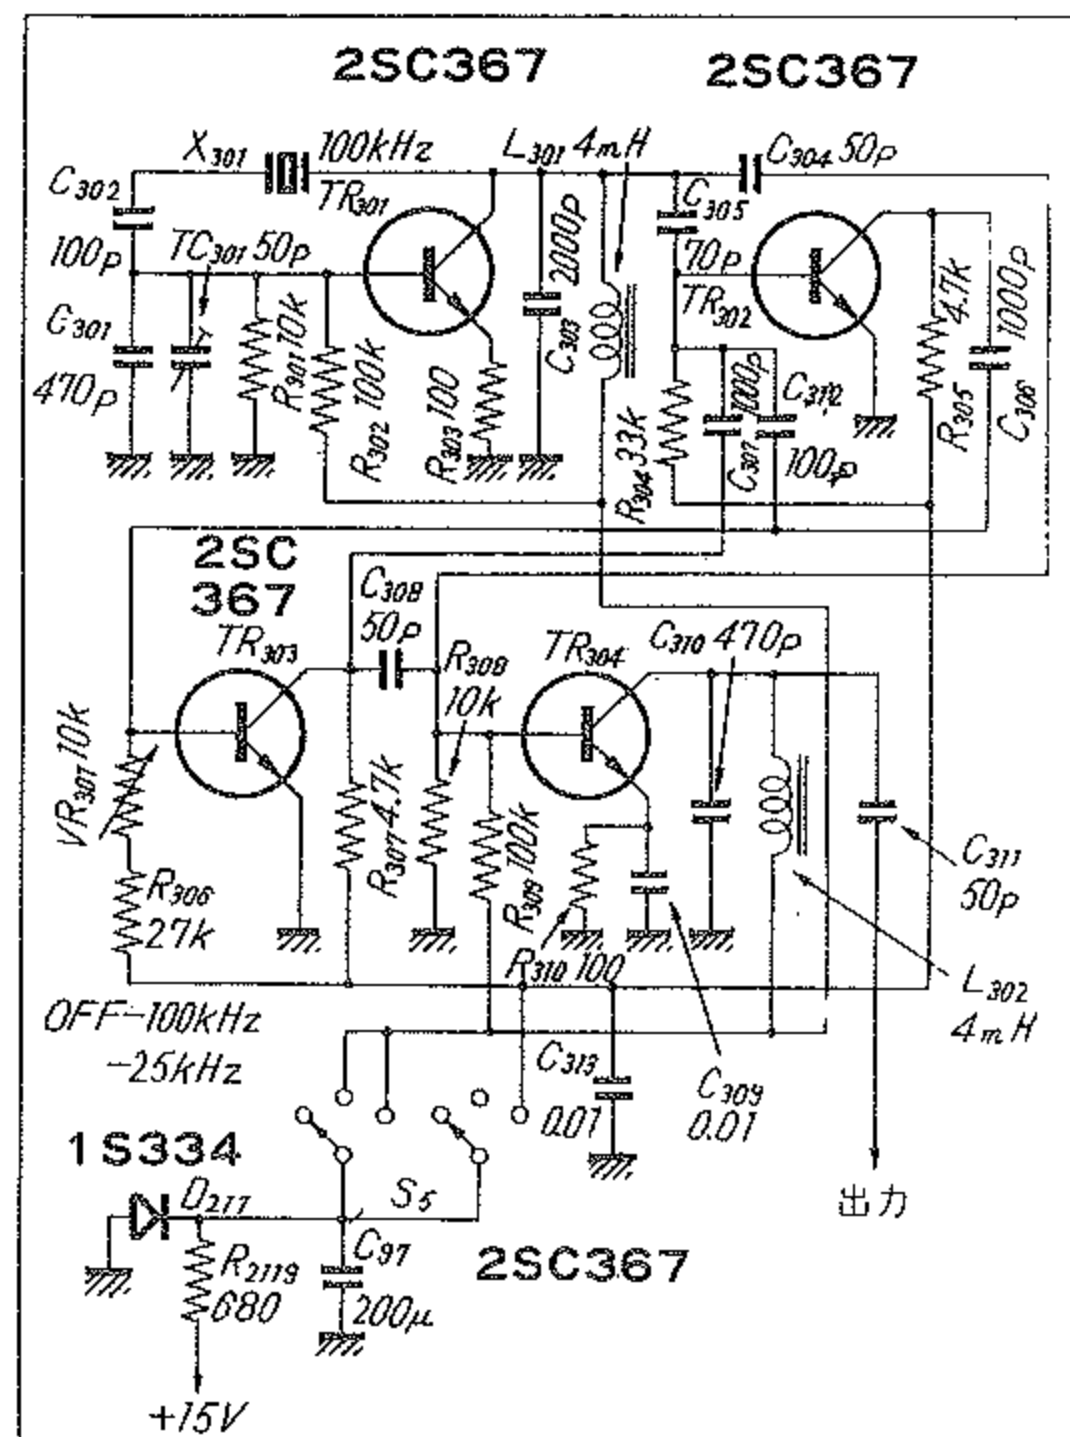 2SC367
2SC367
X301
100kHz
L301 4mH
C304 50p
C302
TR301
C305
100p
TC301 50p
2000p
70p
TR302
4.7k
1000p
C301
470p
R301 10k
R302 100k
R303 100
C303
R304 33k
C307 1000p
C312
100p
R305
C306
2SC
367
C308
50p
TR303
R308
10k
TR304
C310 470p
VR301 10k
R307 4.7k
R309 100k
C311
50p
R306
27k
R310 100
L302
4mH
OFF-100kHz
-25kHz
C313
0.01
C309
0.01
1S334
D211
S5
出力
R2119
680
C97
200μ
2SC367
+15V